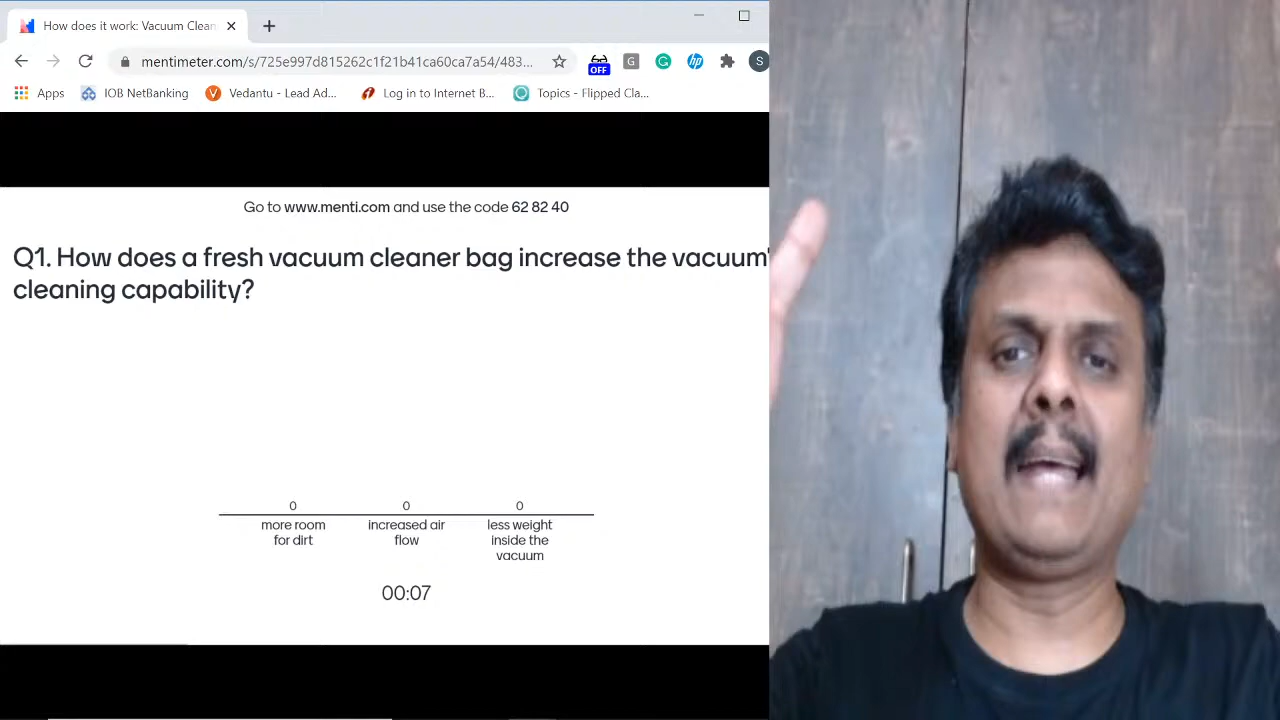 How does it work: Vacuum Clean
mentimeter.com/s/725e997d815262c1f21b41ca60ca7a54/483...
OFF
G
hp
S
Apps
IOB NetBanking
Vedantu - Lead Ad...
Log in to Internet B...
Topics - Flipped Cla...
Go to www.menti.com and use the code 62 82 40
Q1. How does a fresh vacuum cleaner bag increase the vacuum'
cleaning capability?
0 0 0
more room increased air less weight
for dirt flow inside the
vacuum
00:07